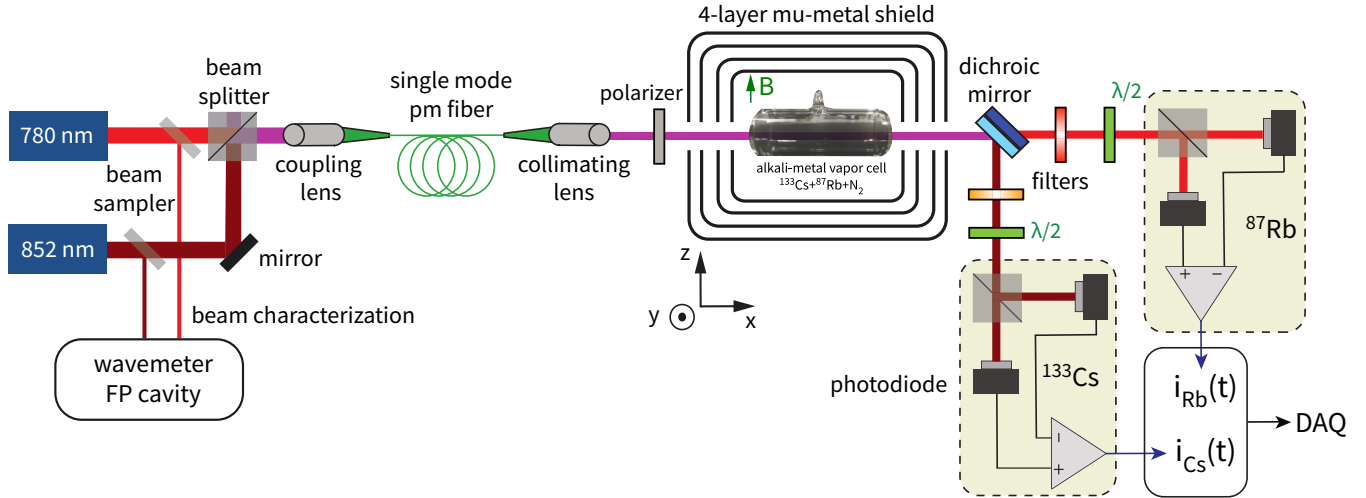 4-layer mu-metal shield
beam
splitter
single mode
pm fiber
polarizer
B
dichroic
mirror
λ/2
780 nm
coupling
lens
collimating
lens
alkali-metal vapor cell
¹³³Cs+⁸⁷Rb+N₂
filters
beam
sampler
852 nm
mirror
λ/2
⁸⁷Rb
+ −
z
y
x
beam characterization
wavemeter
FP cavity
photodiode
¹³³Cs
-
+
i_Rb(t)
i_Cs(t)
DAQ